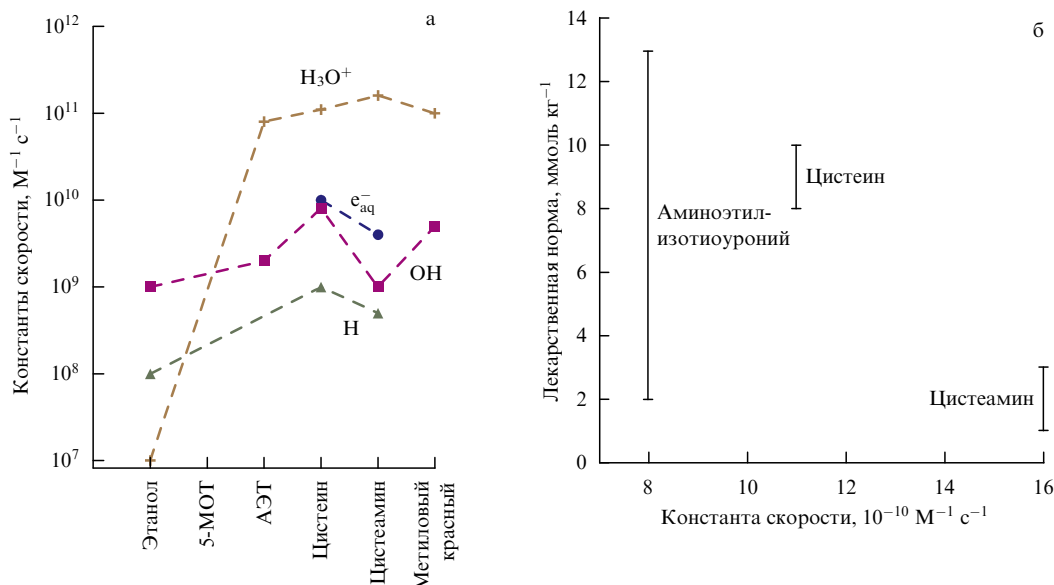 а
Константы скорости, М⁻¹ с⁻¹
10¹²
10¹¹
10¹⁰
10⁹
10⁸
10⁷
H₃O⁺
e⁻aq
OH
H
Этанол
5-МОТ
АЭТ
Цистеин
Цистеамин
Метиловый
красный
б
Лекарственная норма, ммоль кг⁻¹
14
12
10
8
6
4
2
0
Аминоэтил-
изотиоуроний
Цистеин
Цистеамин
8
10
12
14
16
Константа скорости, 10⁻¹⁰ М⁻¹ с⁻¹